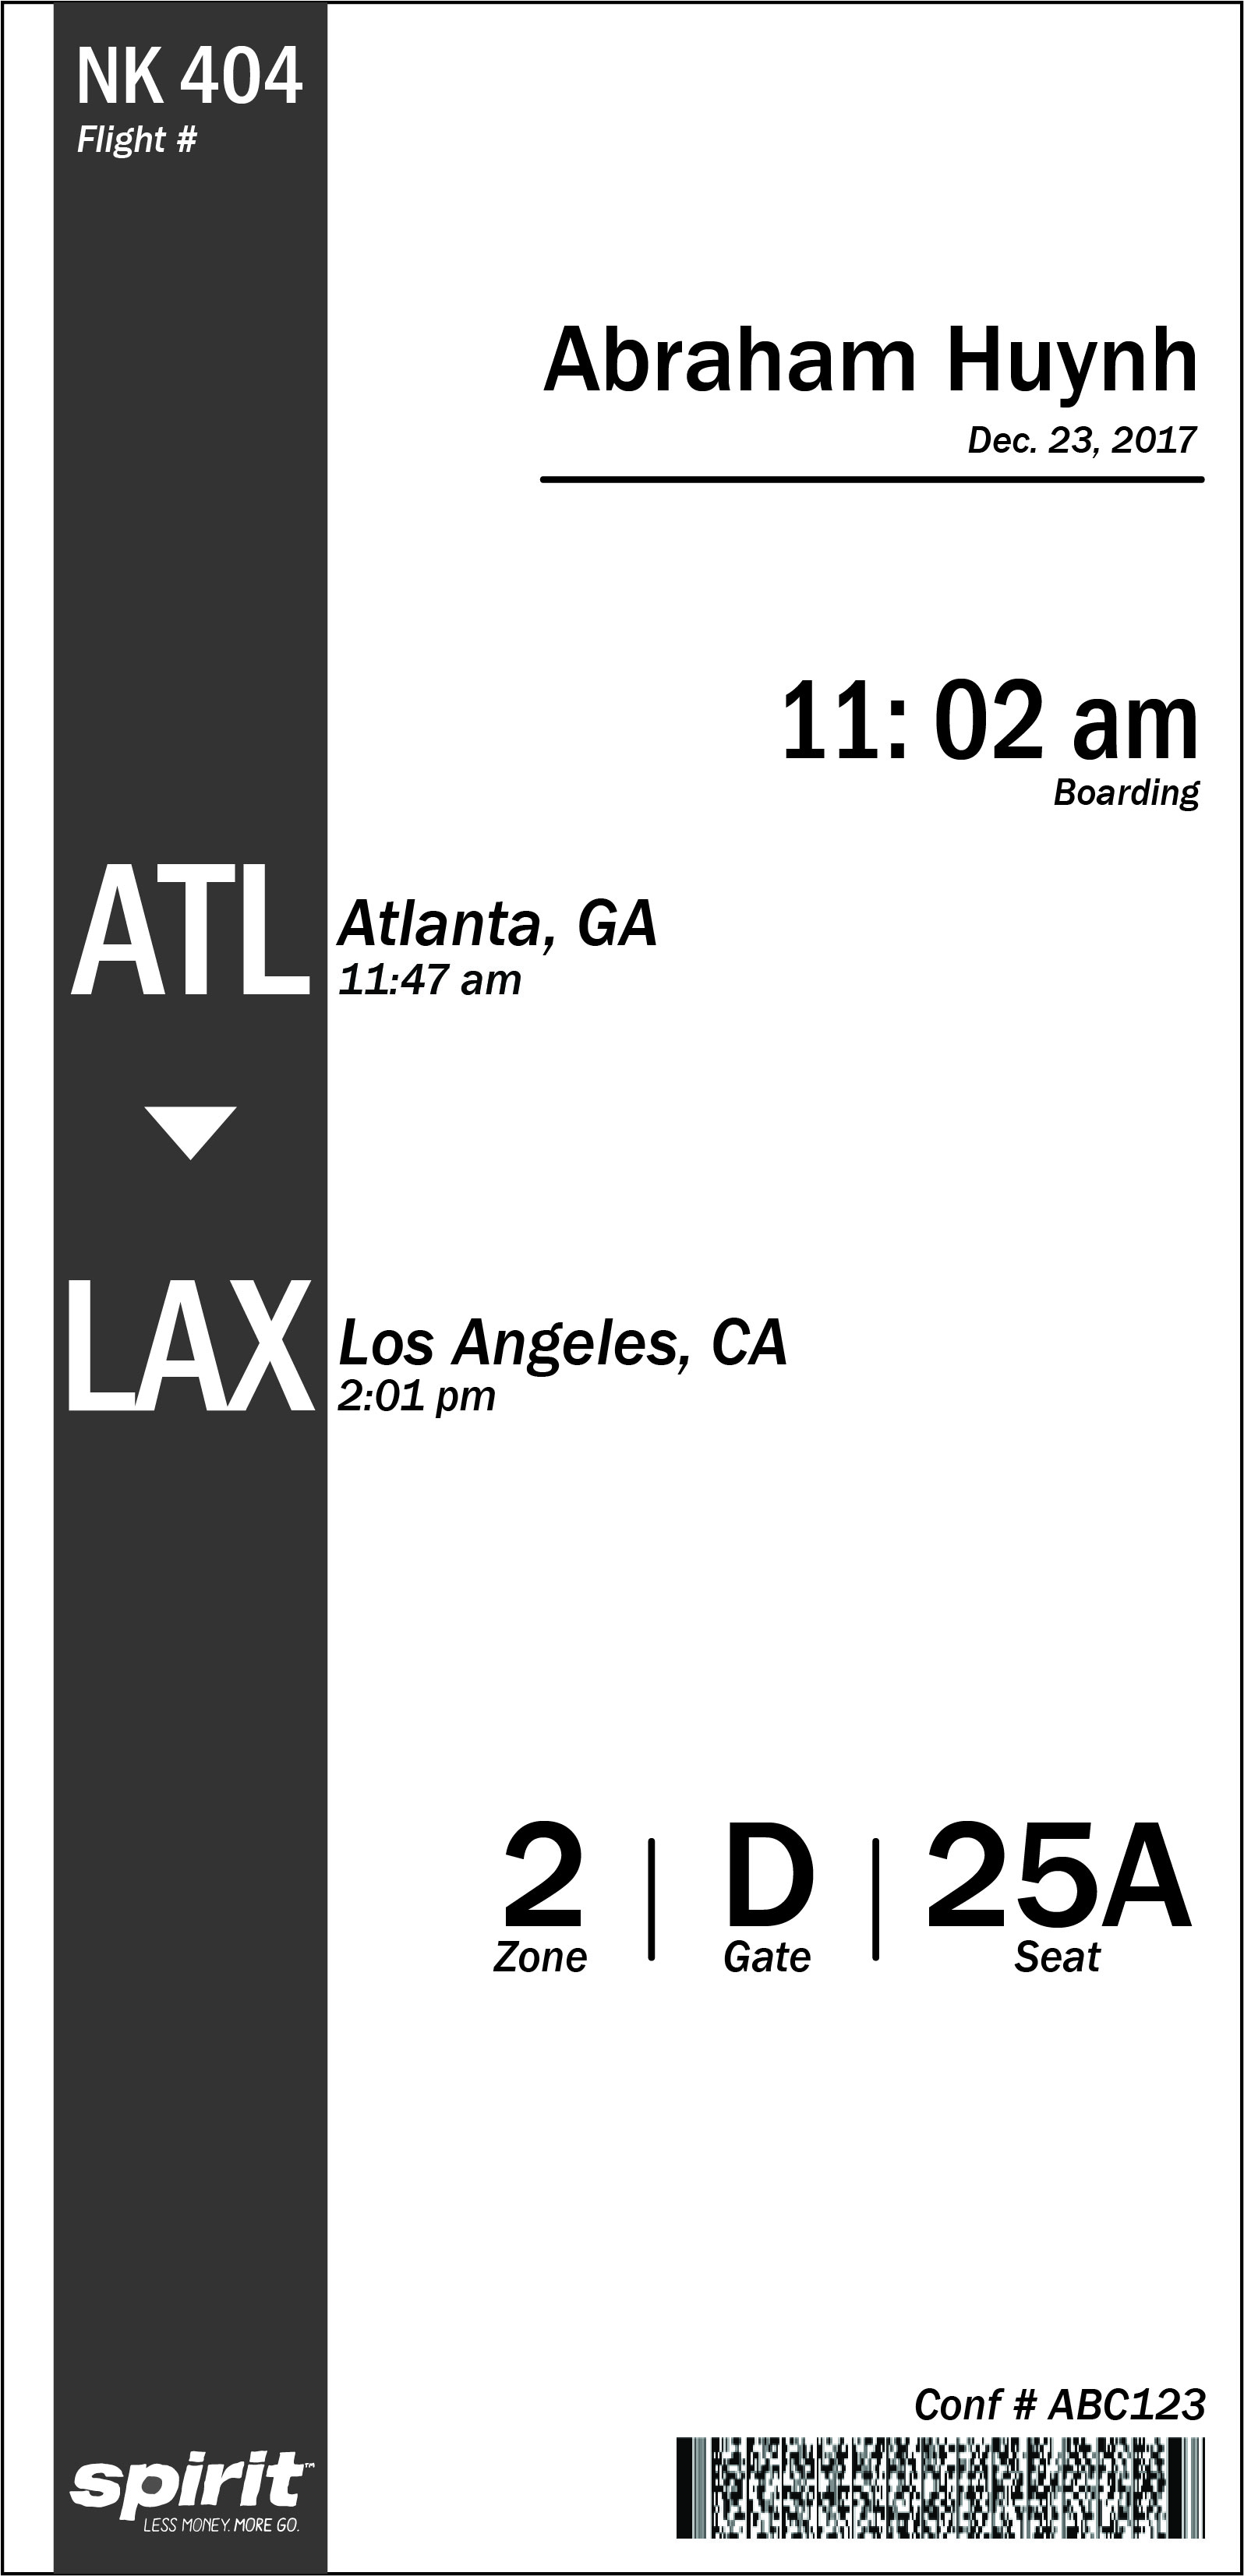 NK 404
Flight #
Abraham Huynh
Dec. 23, 2017
11: 02 am
Boarding
ATL
Atlanta, GA
11:47 am
LAX
Los Angeles, CA
2:01 pm
2 | D | 25A
Zone Gate Seat
Conf # ABC123
spirit™
LESS MONEY. MORE GO.